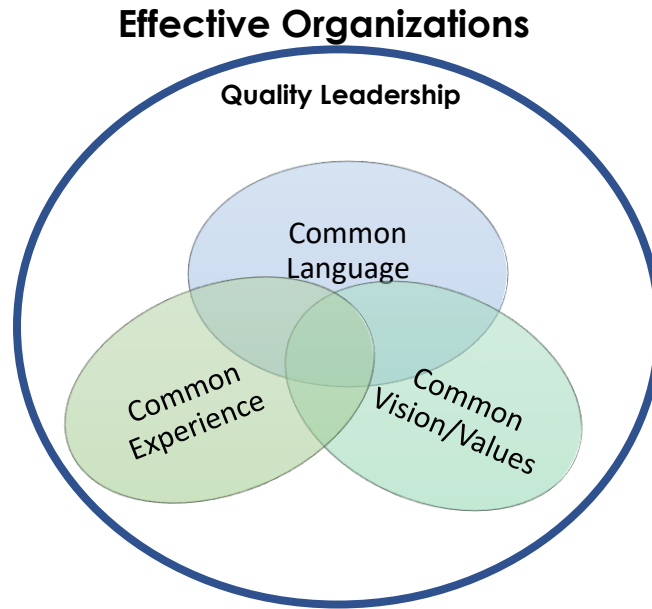 Effective Organizations
Quality Leadership
Common
Language
Common
Experience
Common
Vision/Values